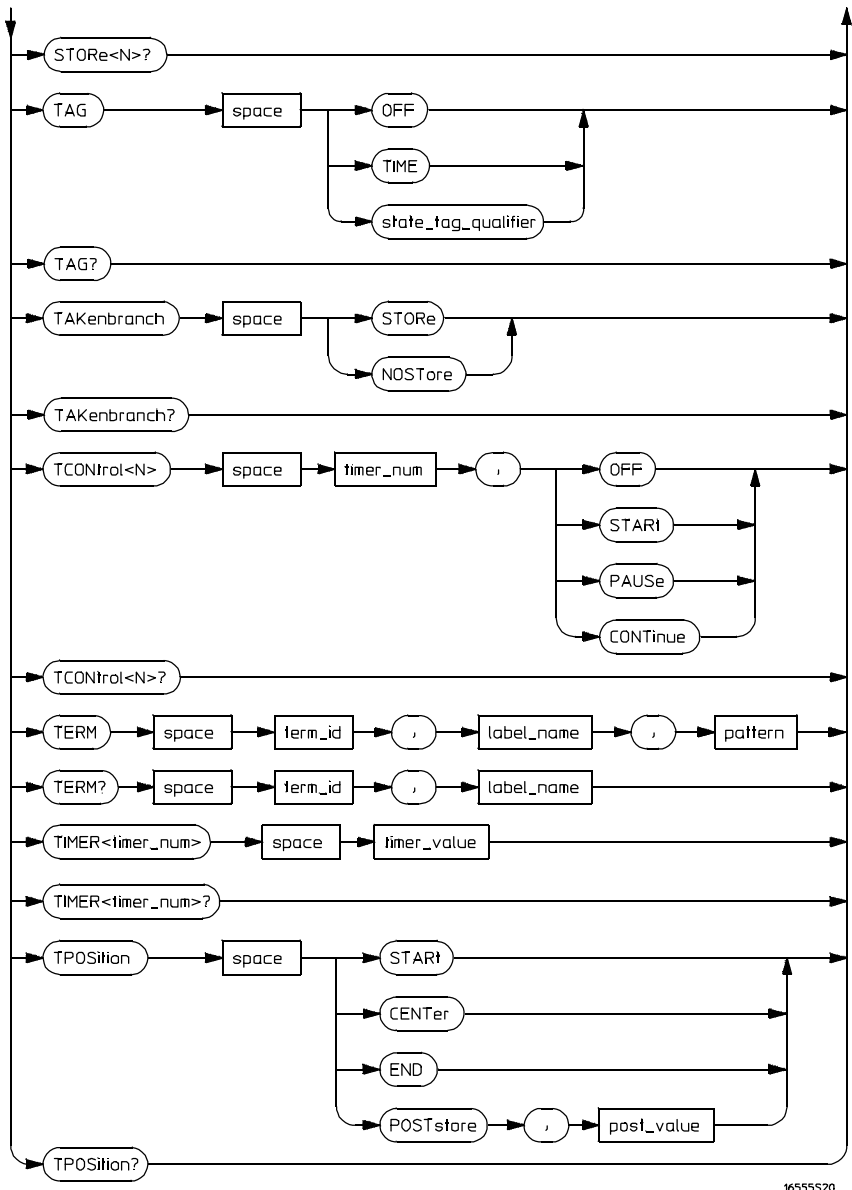 STORe<N>?
TAG space OFF
TIME
state_tag_qualifier
TAG?
TAKenbranch space STORe
NOSTore
TAKenbranch?
TCONtrol<N> space timer_num , OFF
STARt
PAUSe
CONTinue
TCONtrol<N>?
TERM space term_id , label_name , pattern
TERM? space term_id , label_name
TIMER<timer_num> space timer_value
TIMER<timer_num>?
TPOSition space STARt
CENTer
END
POSTstore , post_value
TPOSition?
16555S20